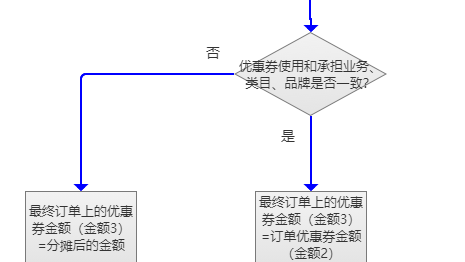 否
优惠券使用和承担业务、
类目、品牌是否一致?
是
最终订单上的优惠
券金额（金额3）
=分摊后的金额
最终订单上的优惠
券金额（金额3）
=订单优惠券金额
（金额2）